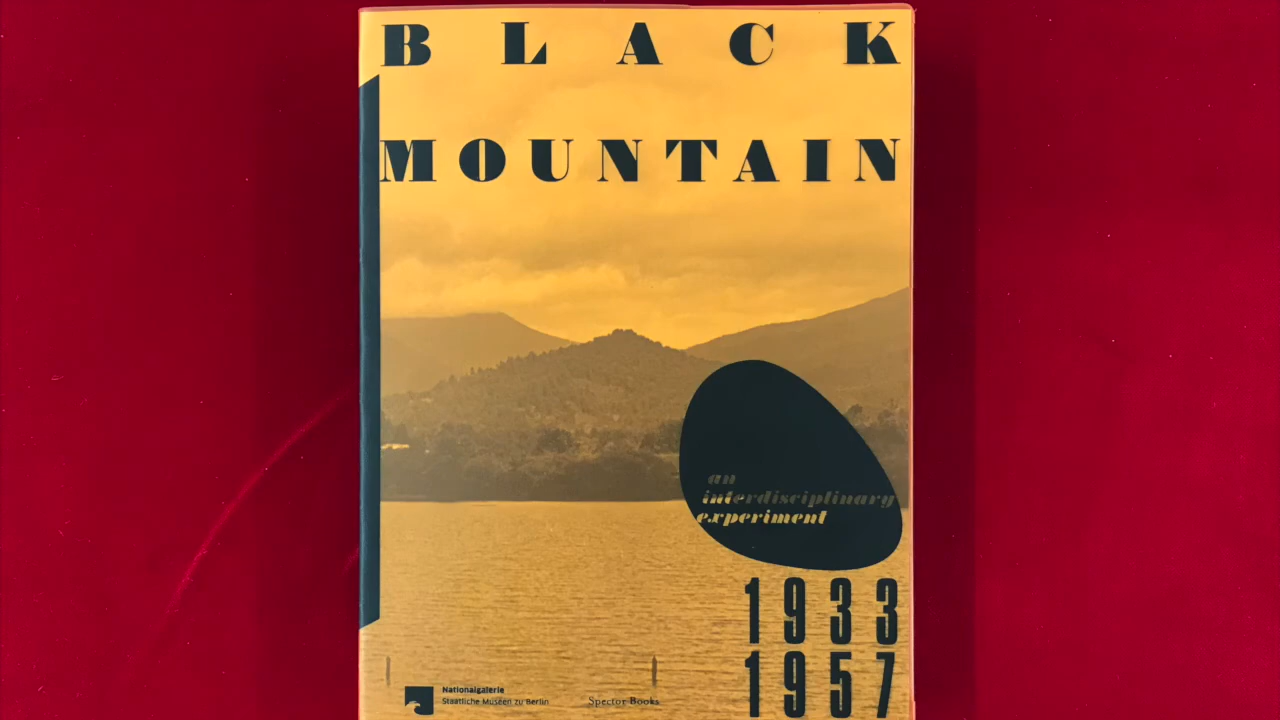 BLACK
MOUNTAIN
an
interdisciplinary
experiment
1933
1957
Nationalgalerie
Staatliche Museen zu Berlin
Spector Books